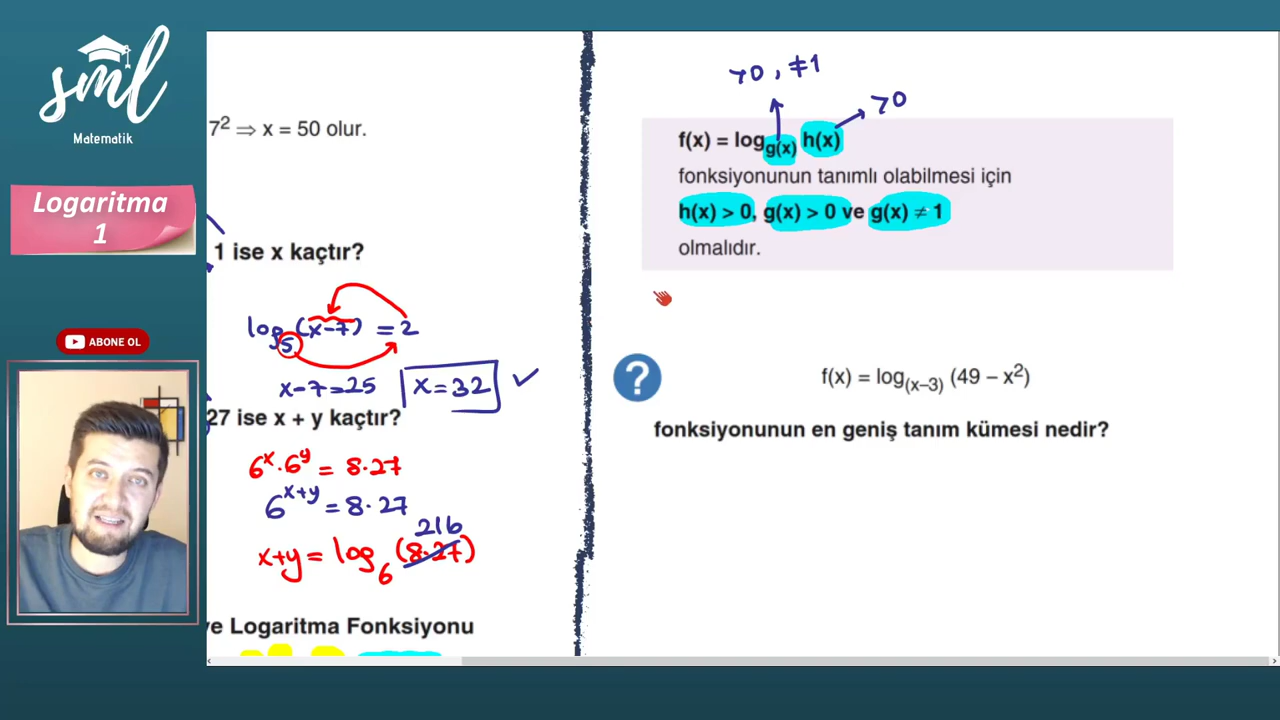 sml
Matematik
Logaritma
1
ABONE OL
7² ⇒ x = 50 olur.
1 ise x kaçtır?
log₅(x-7) = 2
x-7=25 x=32 ✓
27 ise x + y kaçtır?
6ˣ.6ʸ = 8.27
6ˣ⁺ʸ = 8.27
216
x+y = log₆(8.27)
ve Logaritma Fonksiyonu
>0, ≠1
>0
f(x) = log_g(x) h(x)
fonksiyonunun tanımlı olabilmesi için
h(x) > 0, g(x) > 0 ve g(x) ≠ 1
olmalıdır.
?
f(x) = log_(x–3) (49 – x²)
fonksiyonunun en geniş tanım kümesi nedir?